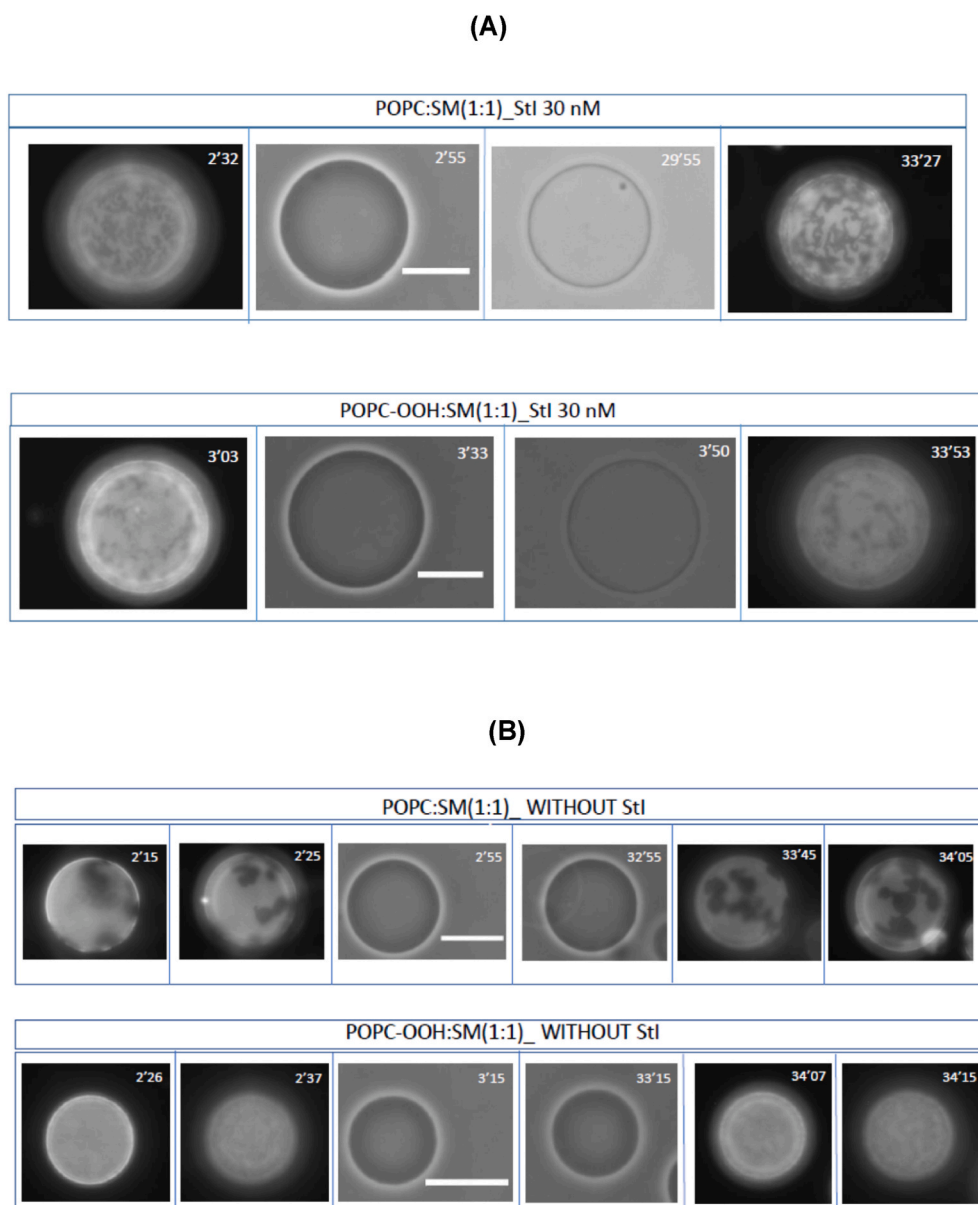 (A)
POPC:SM(1:1)_StI 30 nM
2'32 2'55 29'55 33'27
POPC-OOH:SM(1:1)_StI 30 nM
3'03 3'33 3'50 33'53
(B)
POPC:SM(1:1)_ WITHOUT StI
2'15 2'25 2'55 32'55 33'45 34'05
POPC-OOH:SM(1:1)_ WITHOUT StI
2'26 2'37 3'15 33'15 34'07 34'15